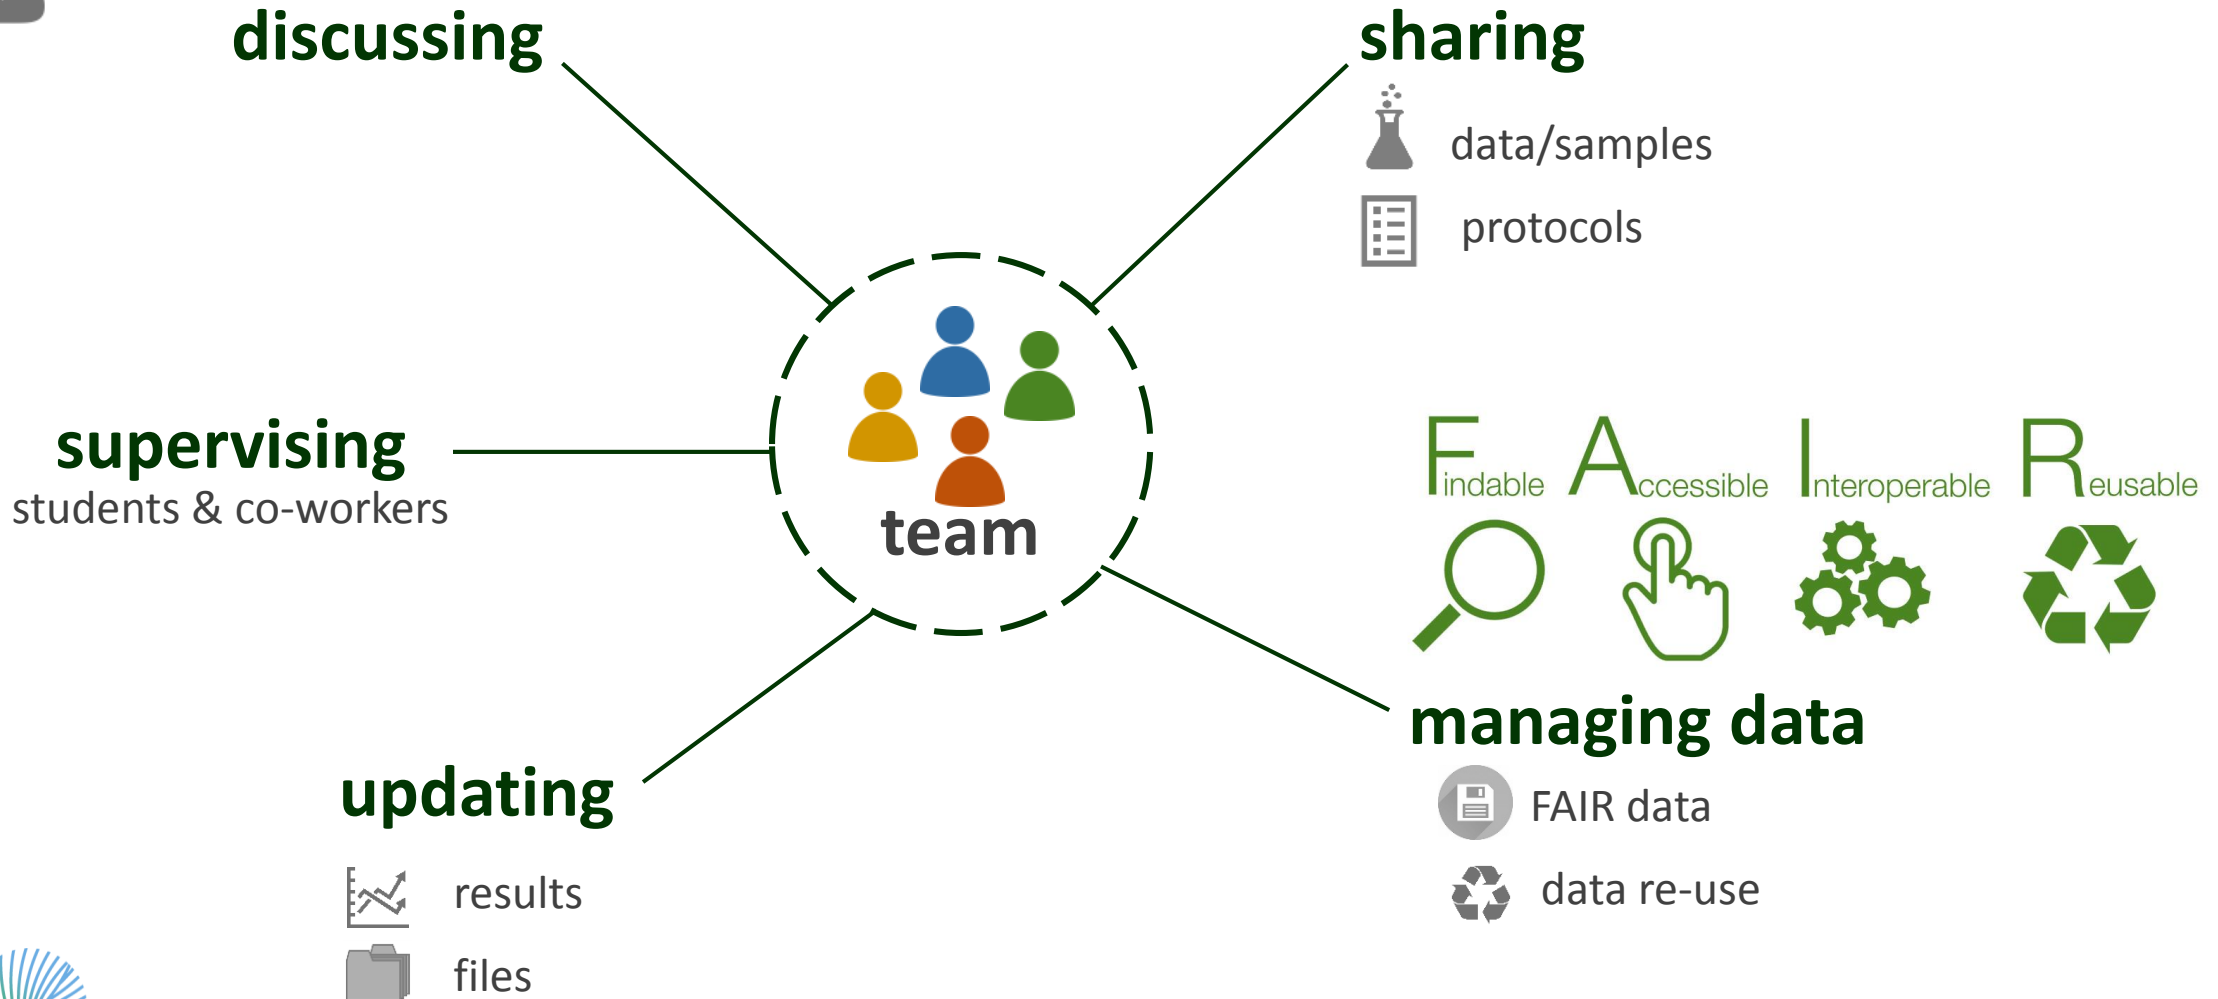 discussing
sharing
data/samples
protocols
supervising
students & co-workers
team
Findable Accessible Interoperable Reusable
managing data
FAIR data
data re-use
updating
results
files